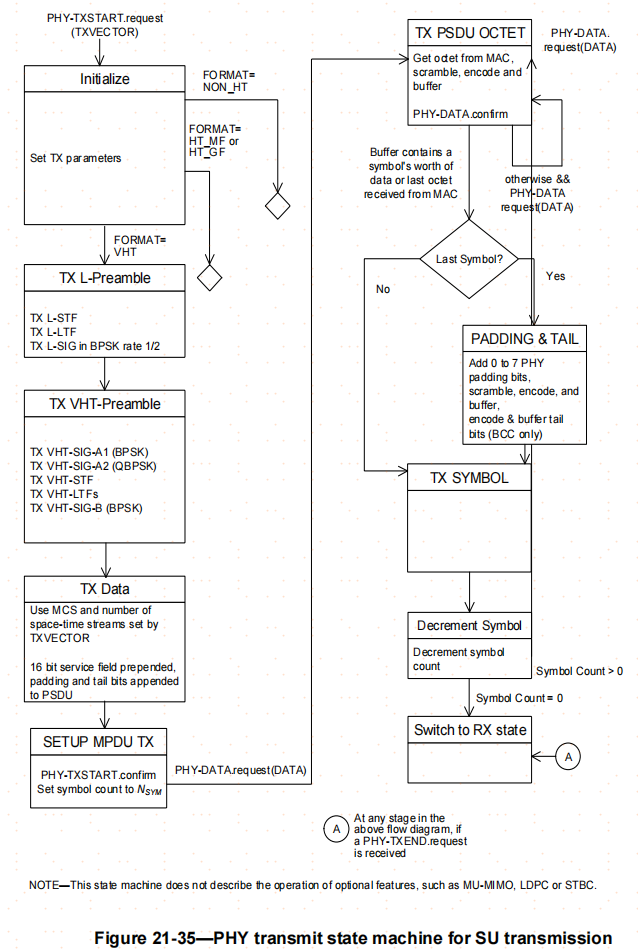 PHY-TXSTART.request
(TXVECTOR)
Initialize
Set TX parameters
FORMAT=
NON_HT
FORMAT=
HT_MF or
HT_GF
FORMAT=
VHT
TX L-Preamble
TX L-STF
TX L-LTF
TX L-SIG in BPSK rate 1/2
TX VHT-Preamble
TX VHT-SIG-A1 (BPSK)
TX VHT-SIG-A2 (QBPSK)
TX VHT-STF
TX VHT-LTFs
TX VHT-SIG-B (BPSK)
TX Data
Use MCS and number of
space-time streams set by
TXVECTOR
16 bit service field prepended,
padding and tail bits appended
to PSDU
SETUP MPDU TX
PHY-TXSTART.confirm
Set symbol count to N_SYM
PHY-DATA.request(DATA)
TX PSDU OCTET
Get octet from MAC,
scramble, encode and
buffer
PHY-DATA.confirm
PHY-DATA.
request(DATA)
Buffer contains a
symbol's worth of
data or last octet
received from MAC
otherwise &&
PHY-DATA
request(DATA)
Last Symbol?
No
Yes
PADDING & TAIL
Add 0 to 7 PHY
padding bits,
scramble, encode, and
buffer,
encode & buffer tail
bits (BCC only)
TX SYMBOL
Decrement Symbol
Decrement symbol
count
Symbol Count > 0
Symbol Count = 0
Switch to RX state
A
A
At any stage in the
above flow diagram, if
a PHY-TXEND.request
is received
NOTE—This state machine does not describe the operation of optional features, such as MU-MIMO, LDPC or STBC.
Figure 21-35—PHY transmit state machine for SU transmission